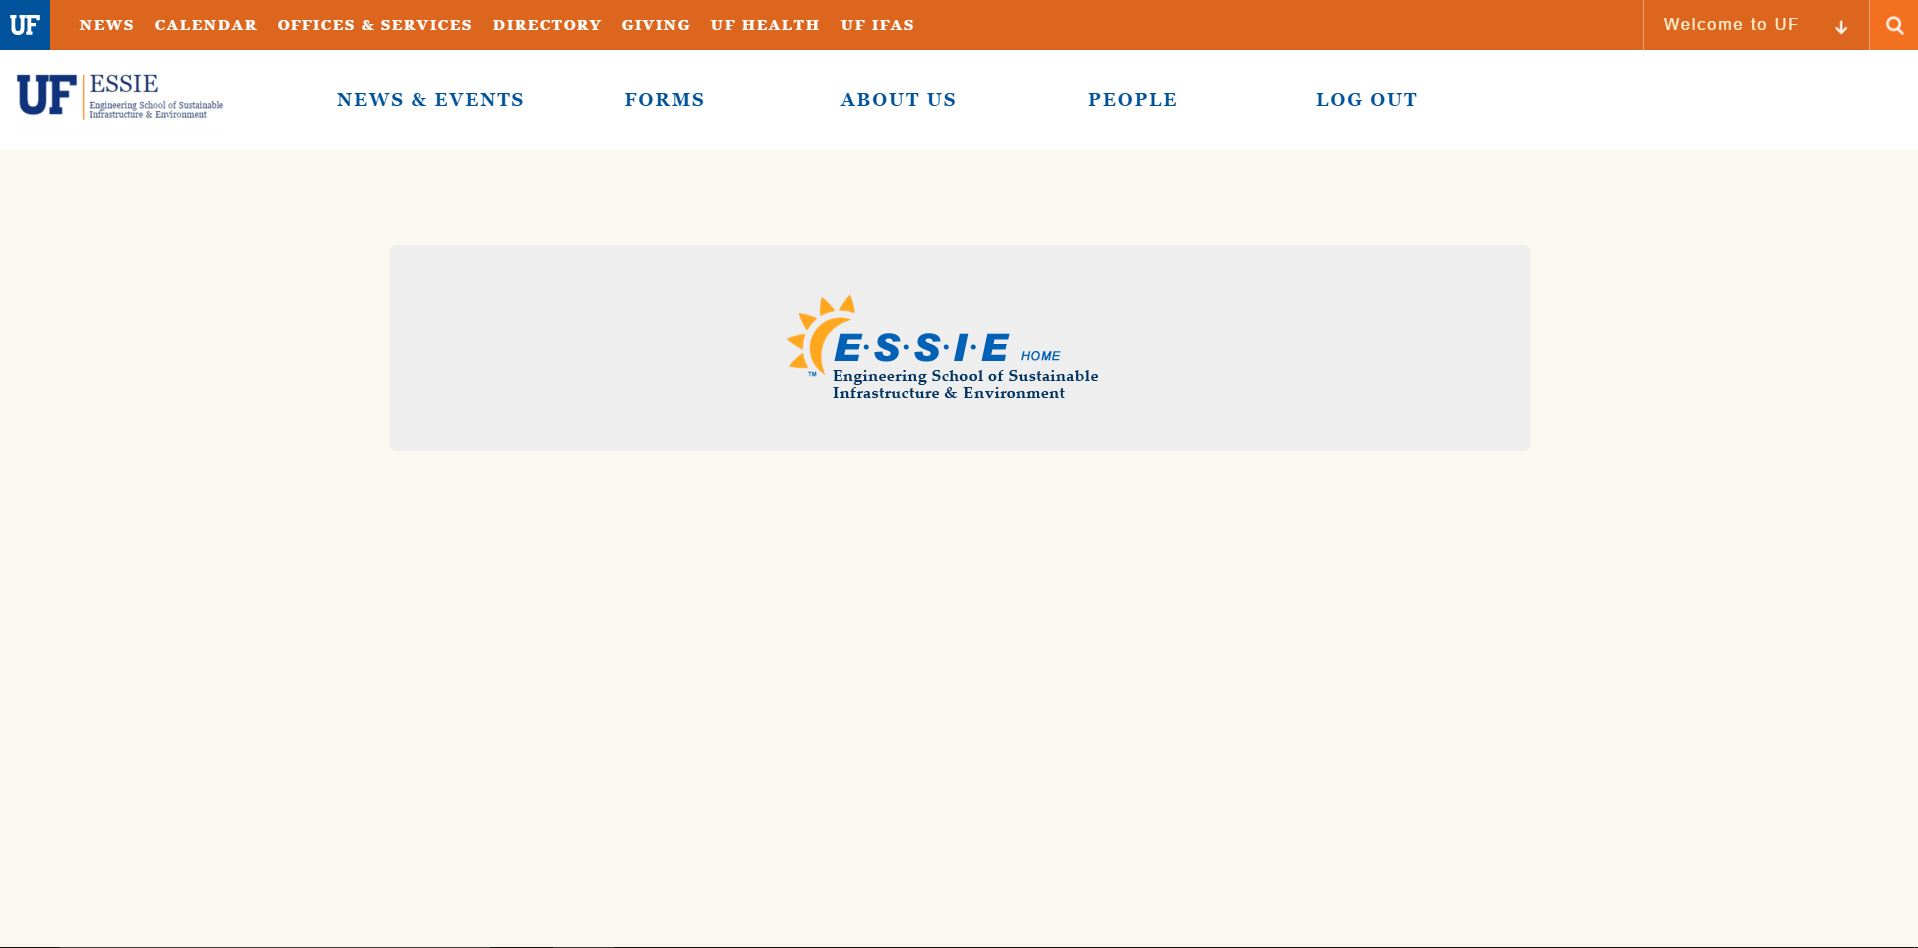 UF NEWS CALENDAR OFFICES & SERVICES DIRECTORY GIVING UF HEALTH UF IFAS Welcome to UF
UF ESSIE
Engineering School of Sustainable
Infrastructure & Environment
NEWS & EVENTS FORMS ABOUT US PEOPLE LOG OUT
E·S·S·I·E HOME
™ Engineering School of Sustainable
Infrastructure & Environment